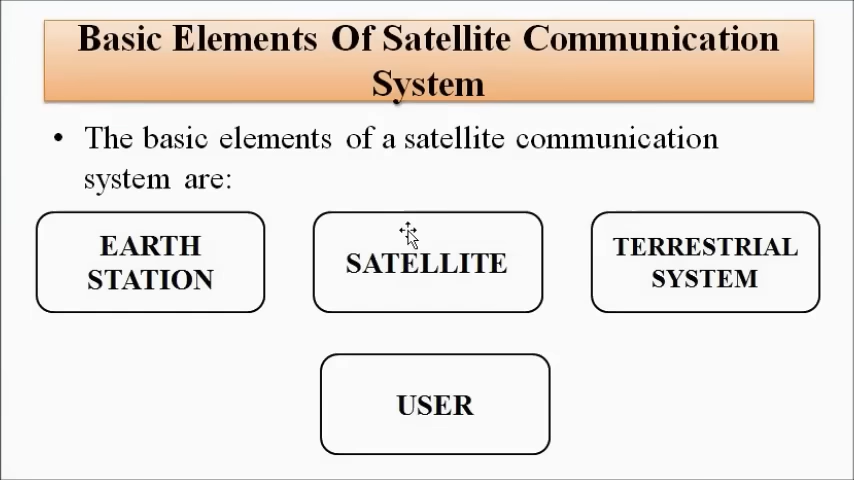 Basic Elements Of Satellite Communication
System
• The basic elements of a satellite communication
system are:
EARTH
STATION
SATELLITE
TERRESTRIAL
SYSTEM
USER